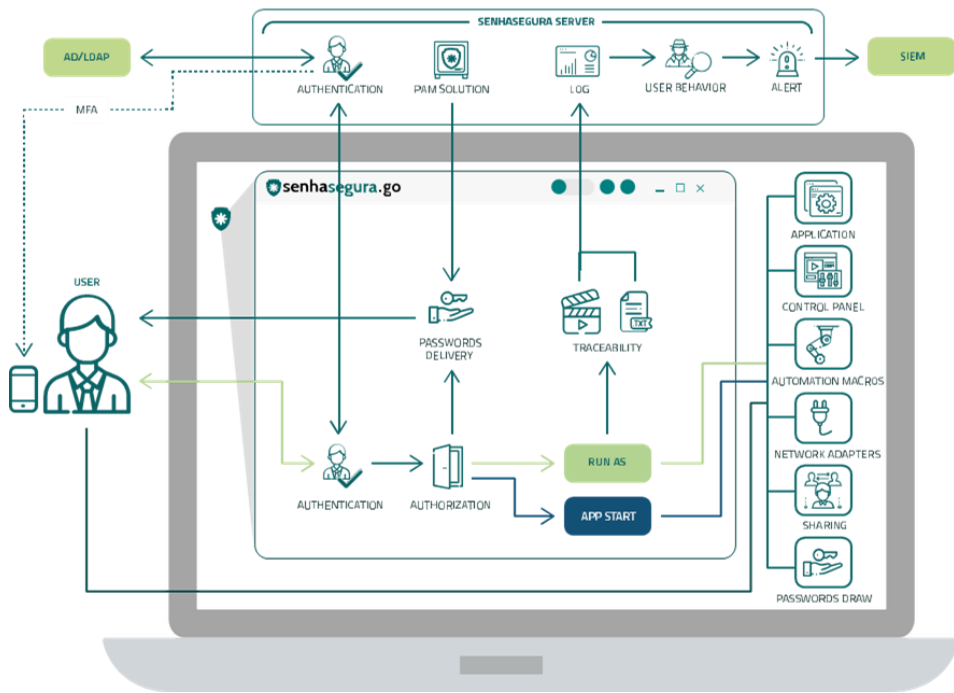 SENHASEGURA SERVER
AD/LDAP
AUTHENTICATION
PAM SOLUTION
LOG
USER BEHAVIOR
ALERT
SIEM
MFA
senhasegura.go
USER
PASSWORDS
DELIVERY
TXT
TRACEABILITY
AUTHENTICATION
AUTHORIZATION
RUN AS
APP START
APPLICATION
CONTROL PANEL
AUTOMATION MACROS
NETWORK ADAPTERS
SHARING
PASSWORDS DRAW